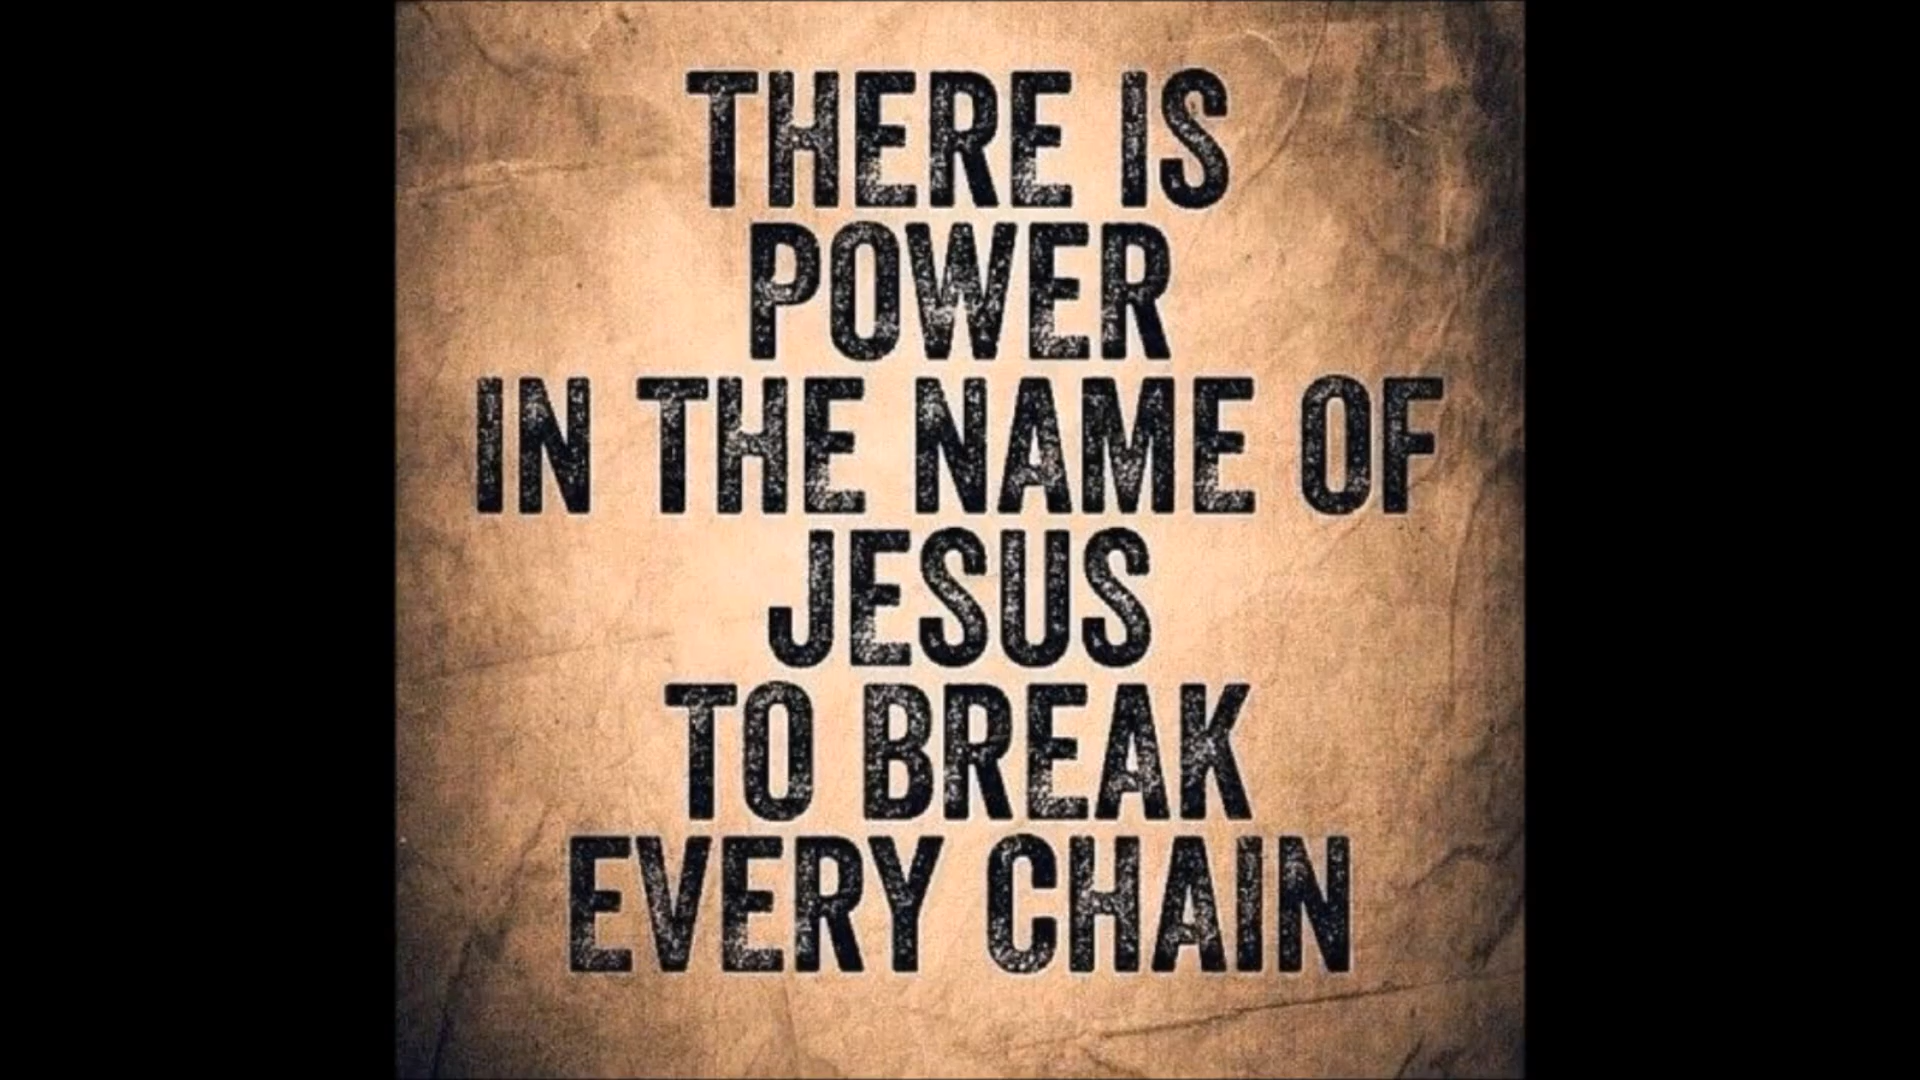 THERE IS
POWER
IN THE NAME OF
JESUS
TO BREAK
EVERY CHAIN